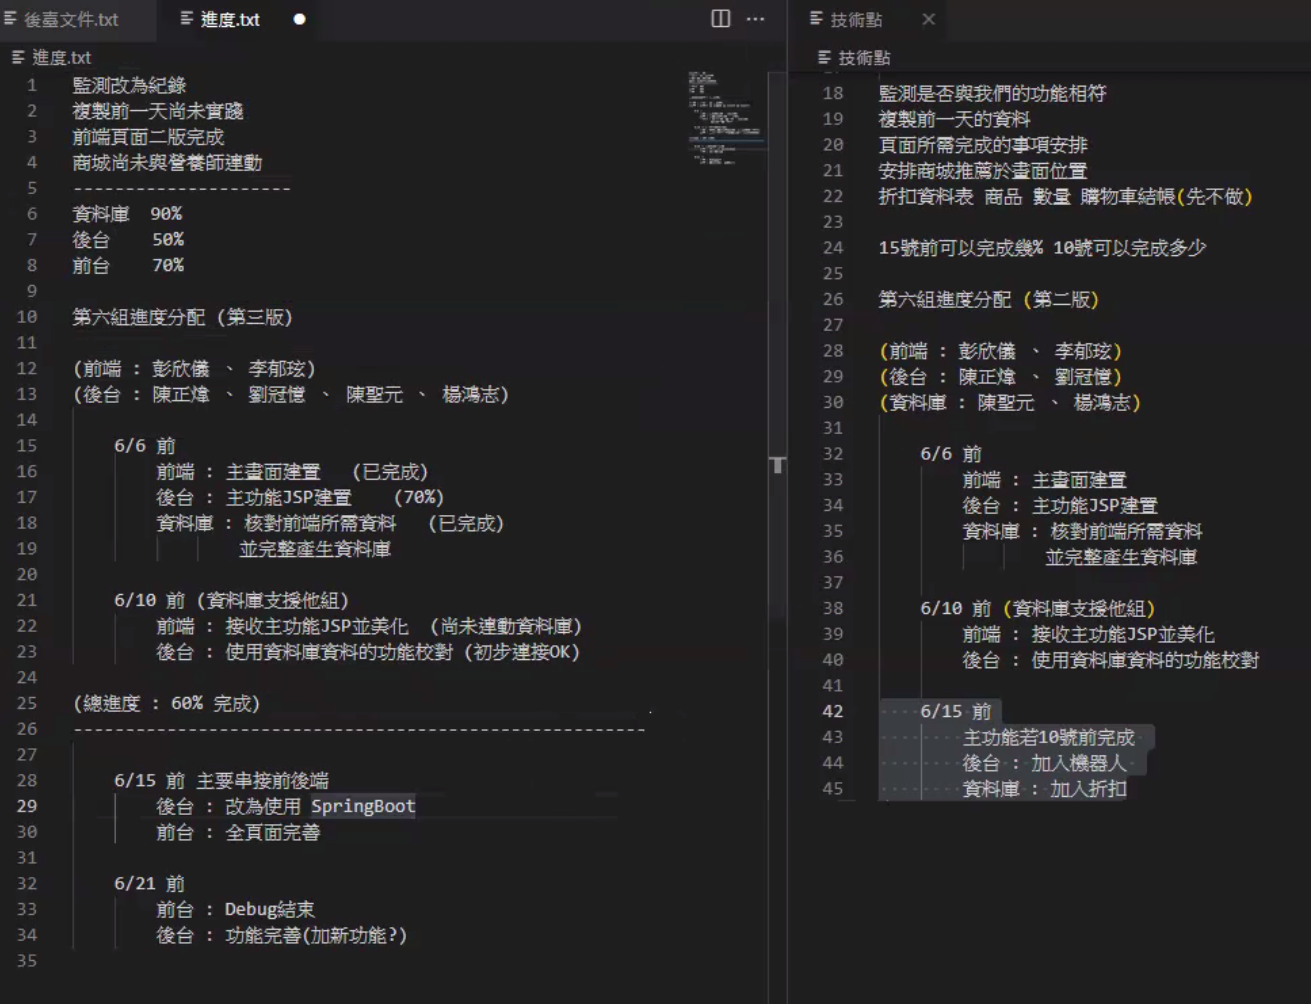 後臺文件.txt
進度.txt
進度.txt
1 監測改為紀錄
2 複製前一天尚未實踐
3 前端頁面二版完成
4 商城尚未與營養師連動
5 ---------------------
6 資料庫 90%
7 後台 50%
8 前台 70%
9
10 第六組進度分配 (第三版)
11
12 (前端 : 彭欣儀 、 李郁玹)
13 (後台 : 陳正煒 、 劉冠憶 、 陳聖元 、 楊鴻志)
14
15 6/6 前
16 前端 : 主畫面建置 (已完成)
17 後台 : 主功能JSP建置 (70%)
18 資料庫 : 核對前端所需資料 (已完成)
19 並完整產生資料庫
20
21 6/10 前 (資料庫支援他組)
22 前端 : 接收主功能JSP並美化 (尚未連動資料庫)
23 後台 : 使用資料庫資料的功能校對 (初步連接OK)
24
25 (總進度 : 60% 完成)
26 -------------------------------------------------------
27
28 6/15 前 主要串接前後端
29 後台 : 改為使用 SpringBoot
30 前台 : 全頁面完善
31
32 6/21 前
33 前台 : Debug結束
34 後台 : 功能完善(加新功能?)
35
技術點
技術點
18 監測是否與我們的功能相符
19 複製前一天的資料
20 頁面所需完成的事項安排
21 安排商城推薦於畫面位置
22 折扣資料表 商品 數量 購物車結帳(先不做)
23
24 15號前可以完成幾% 10號可以完成多少
25
26 第六組進度分配 (第二版)
27
28 (前端 : 彭欣儀 、 李郁玹)
29 (後台 : 陳正煒 、 劉冠憶)
30 (資料庫 : 陳聖元 、 楊鴻志)
31
32 6/6 前
33 前端 : 主畫面建置
34 後台 : 主功能JSP建置
35 資料庫 : 核對前端所需資料
36 並完整產生資料庫
37
38 6/10 前 (資料庫支援他組)
39 前端 : 接收主功能JSP並美化
40 後台 : 使用資料庫資料的功能校對
41
42 6/15 前
43 主功能若10號前完成
44 後台 : 加入機器人
45 資料庫 : 加入折扣